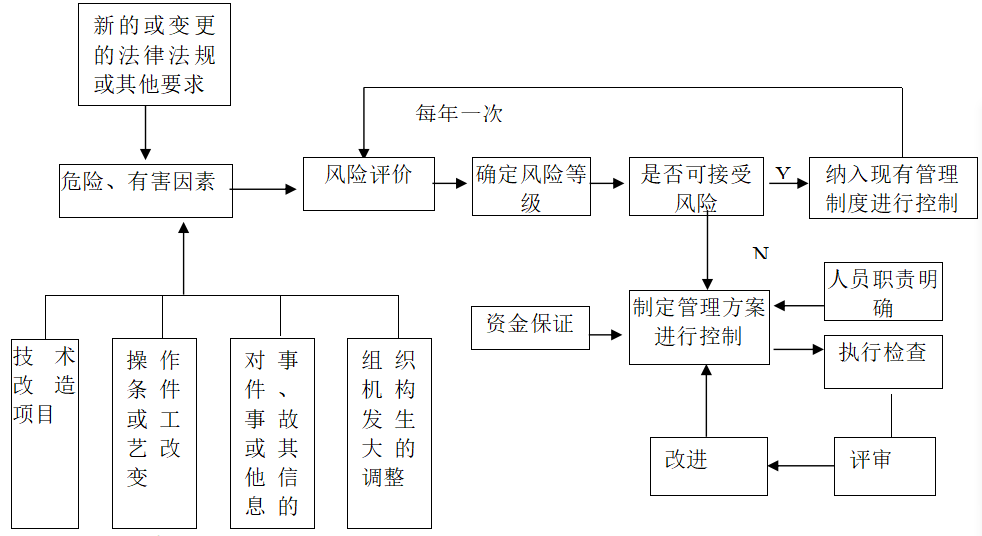 新的或变更
的法律法规
或其他要求
每年一次
危险、有害因素
风险评价
确定风险等
级
是否可接受
风险
Y
纳入现有管理
制度进行控制
N
人员职责明
确
资金保证
制定管理方案
进行控制
执行检查
技术
改造
项目
操作
条件
或工
艺改
变
对事
件、
事故
或其
他信
息的
组织
机构
发生
大的
调整
改进
评审